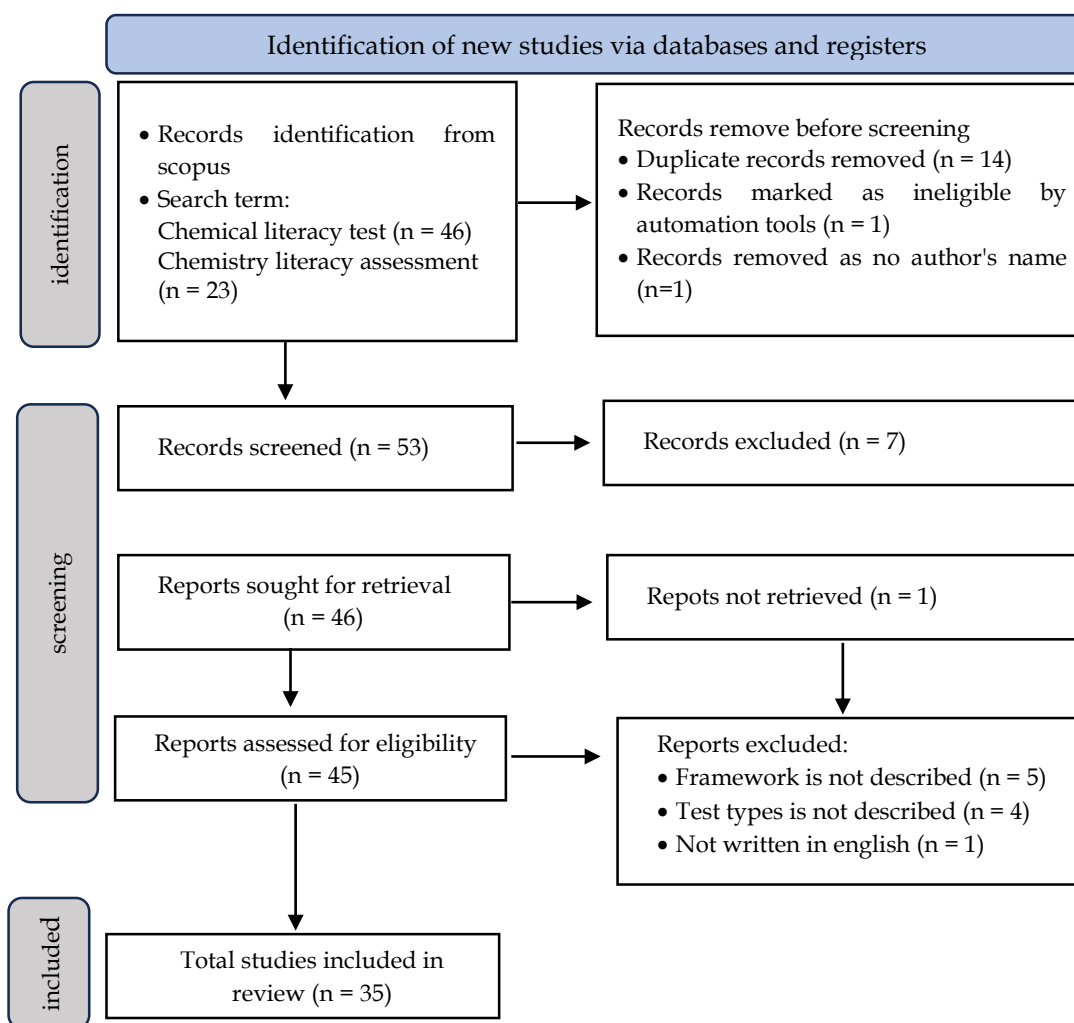 Identification of new studies via databases and registers
identification
• Records identification from
scopus
• Search term:
Chemical literacy test (n = 46)
Chemistry literacy assessment
(n = 23)
Records remove before screening
• Duplicate records removed (n = 14)
• Records marked as ineligible by
automation tools (n = 1)
• Records removed as no author's name
(n=1)
screening
Records screened (n = 53)
Records excluded (n = 7)
Reports sought for retrieval
(n = 46)
Repots not retrieved (n = 1)
Reports assessed for eligibility
(n = 45)
Reports excluded:
• Framework is not described (n = 5)
• Test types is not described (n = 4)
• Not written in english (n = 1)
included
Total studies included in
review (n = 35)